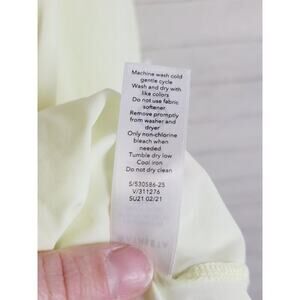 Machine wash cold
gentle cycle
Wash and dry with
like colors
Do not use fabric
softener
Remove promptly
from washer and
dryer
Only non-chlorine
bleach when
needed
Tumble dry low
Cool iron
Do not dry clean
S/530586-25
V/311276
SU21 02/21